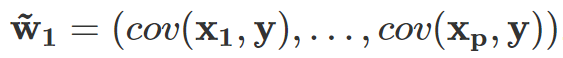 w̃₁ = (cov(x₁, y), . . . , cov(xₚ, y))